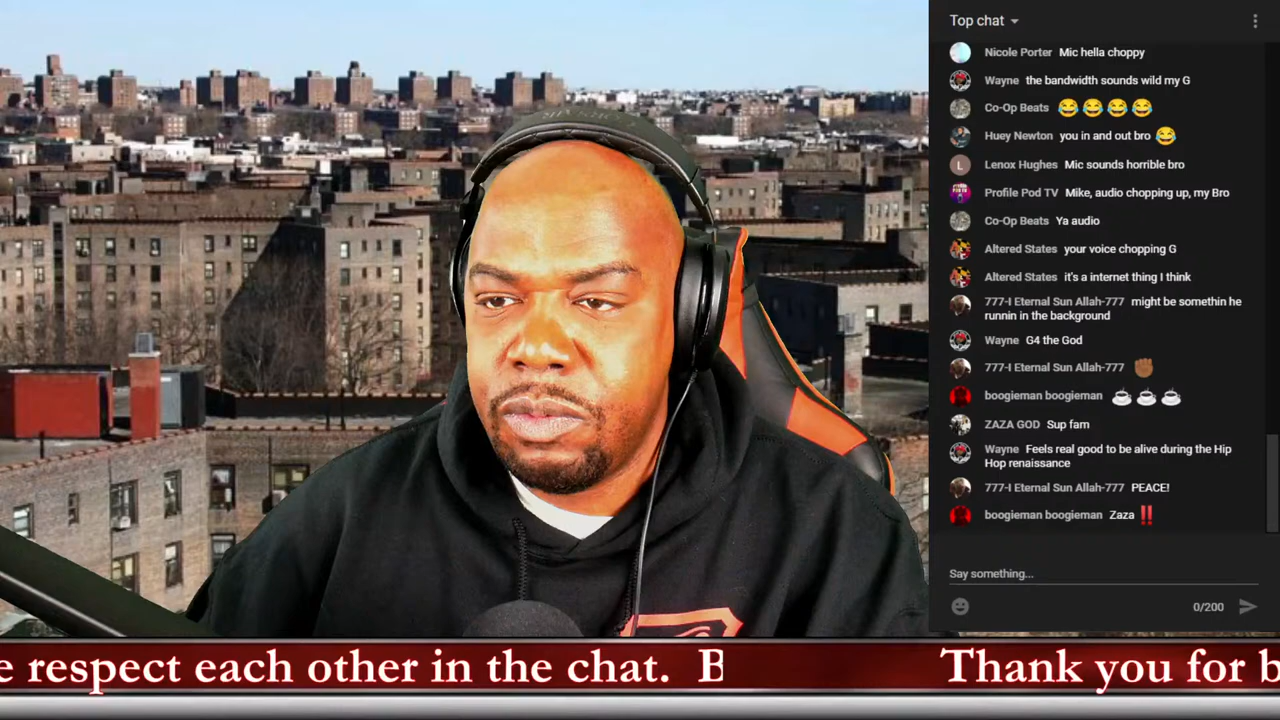 Top chat
Nicole Porter Mic hella choppy
Wayne the bandwidth sounds wild my G
Co-Op Beats 😂😂😂😂
Huey Newton you in and out bro 😂
L Lenox Hughes Mic sounds horrible bro
Profile Pod TV Mike, audio chopping up, my Bro
Co-Op Beats Ya audio
Altered States your voice chopping G
Altered States it's a internet thing I think
777-I Eternal Sun Allah-777 might be somethin he
runnin in the background
Wayne G4 the God
777-I Eternal Sun Allah-777 ✊🏾
boogieman boogieman ☕☕☕
ZAZA GOD Sup fam
Wayne Feels real good to be alive during the Hip
Hop renaissance
777-I Eternal Sun Allah-777 PEACE!
boogieman boogieman Zaza ‼️
Say something...
0/200
e respect each other in the chat. B Thank you for b